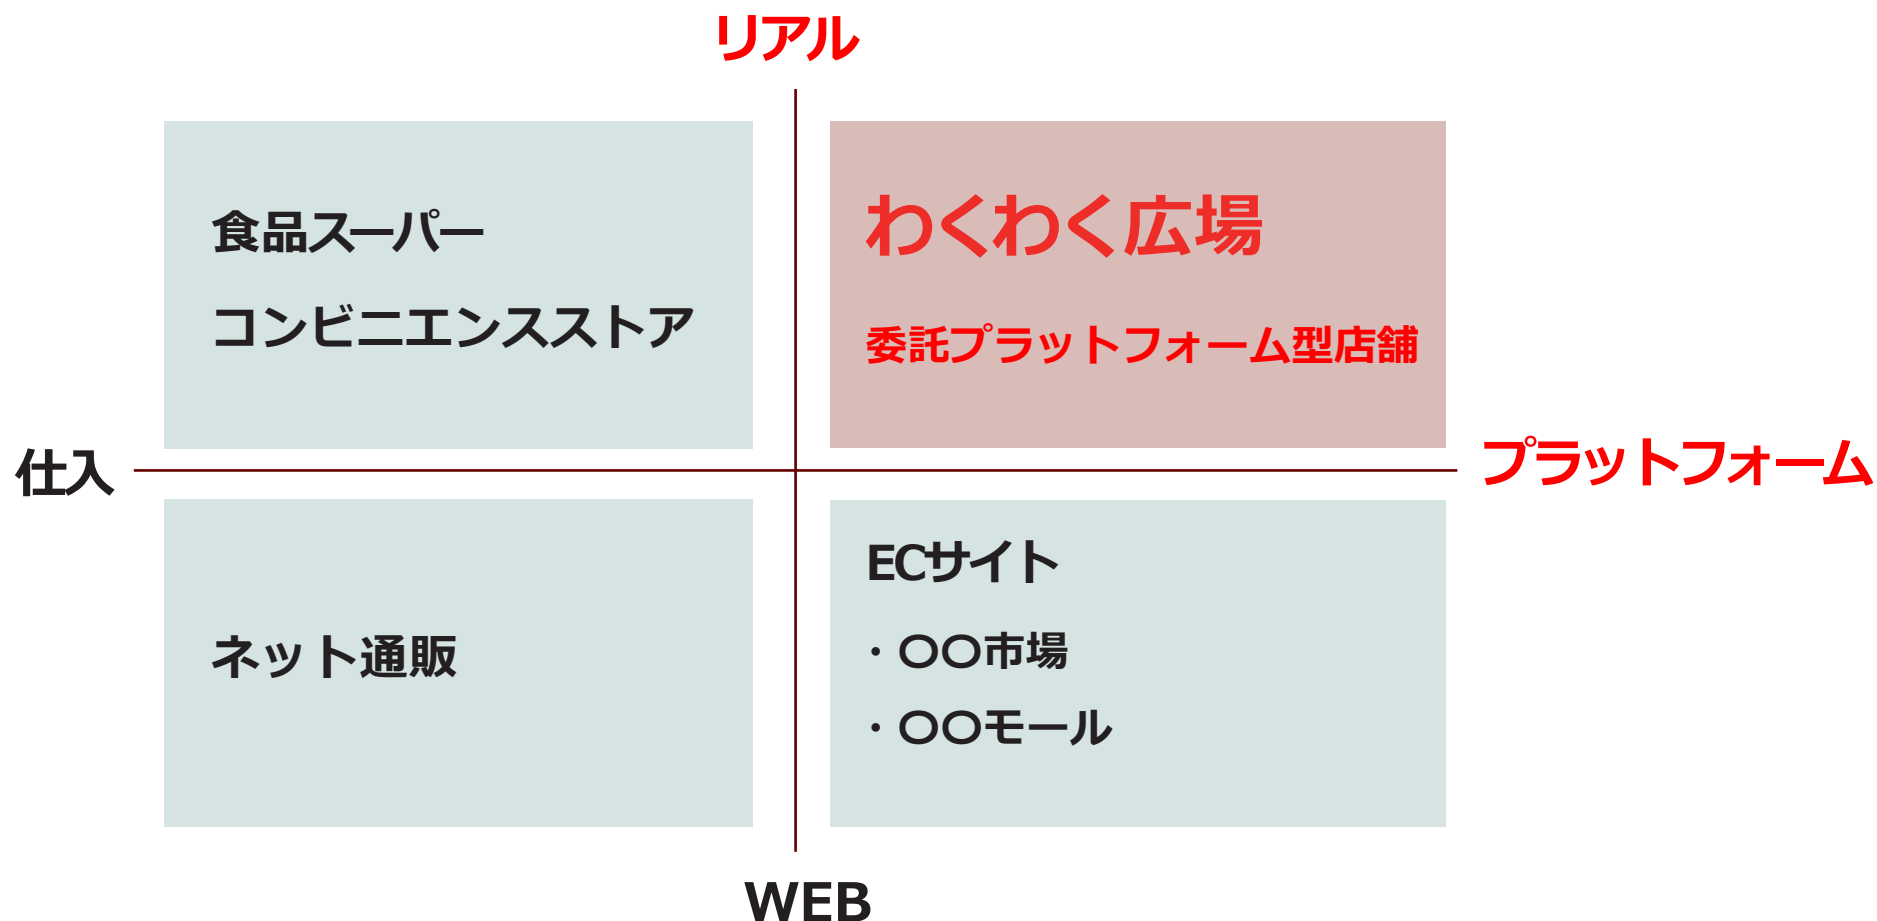 リアル
食品スーパー
コンビニエンスストア
わくわく広場
委託プラットフォーム型店舗
仕入
プラットフォーム
ネット通販
ECサイト
・〇〇市場
・〇〇モール
WEB